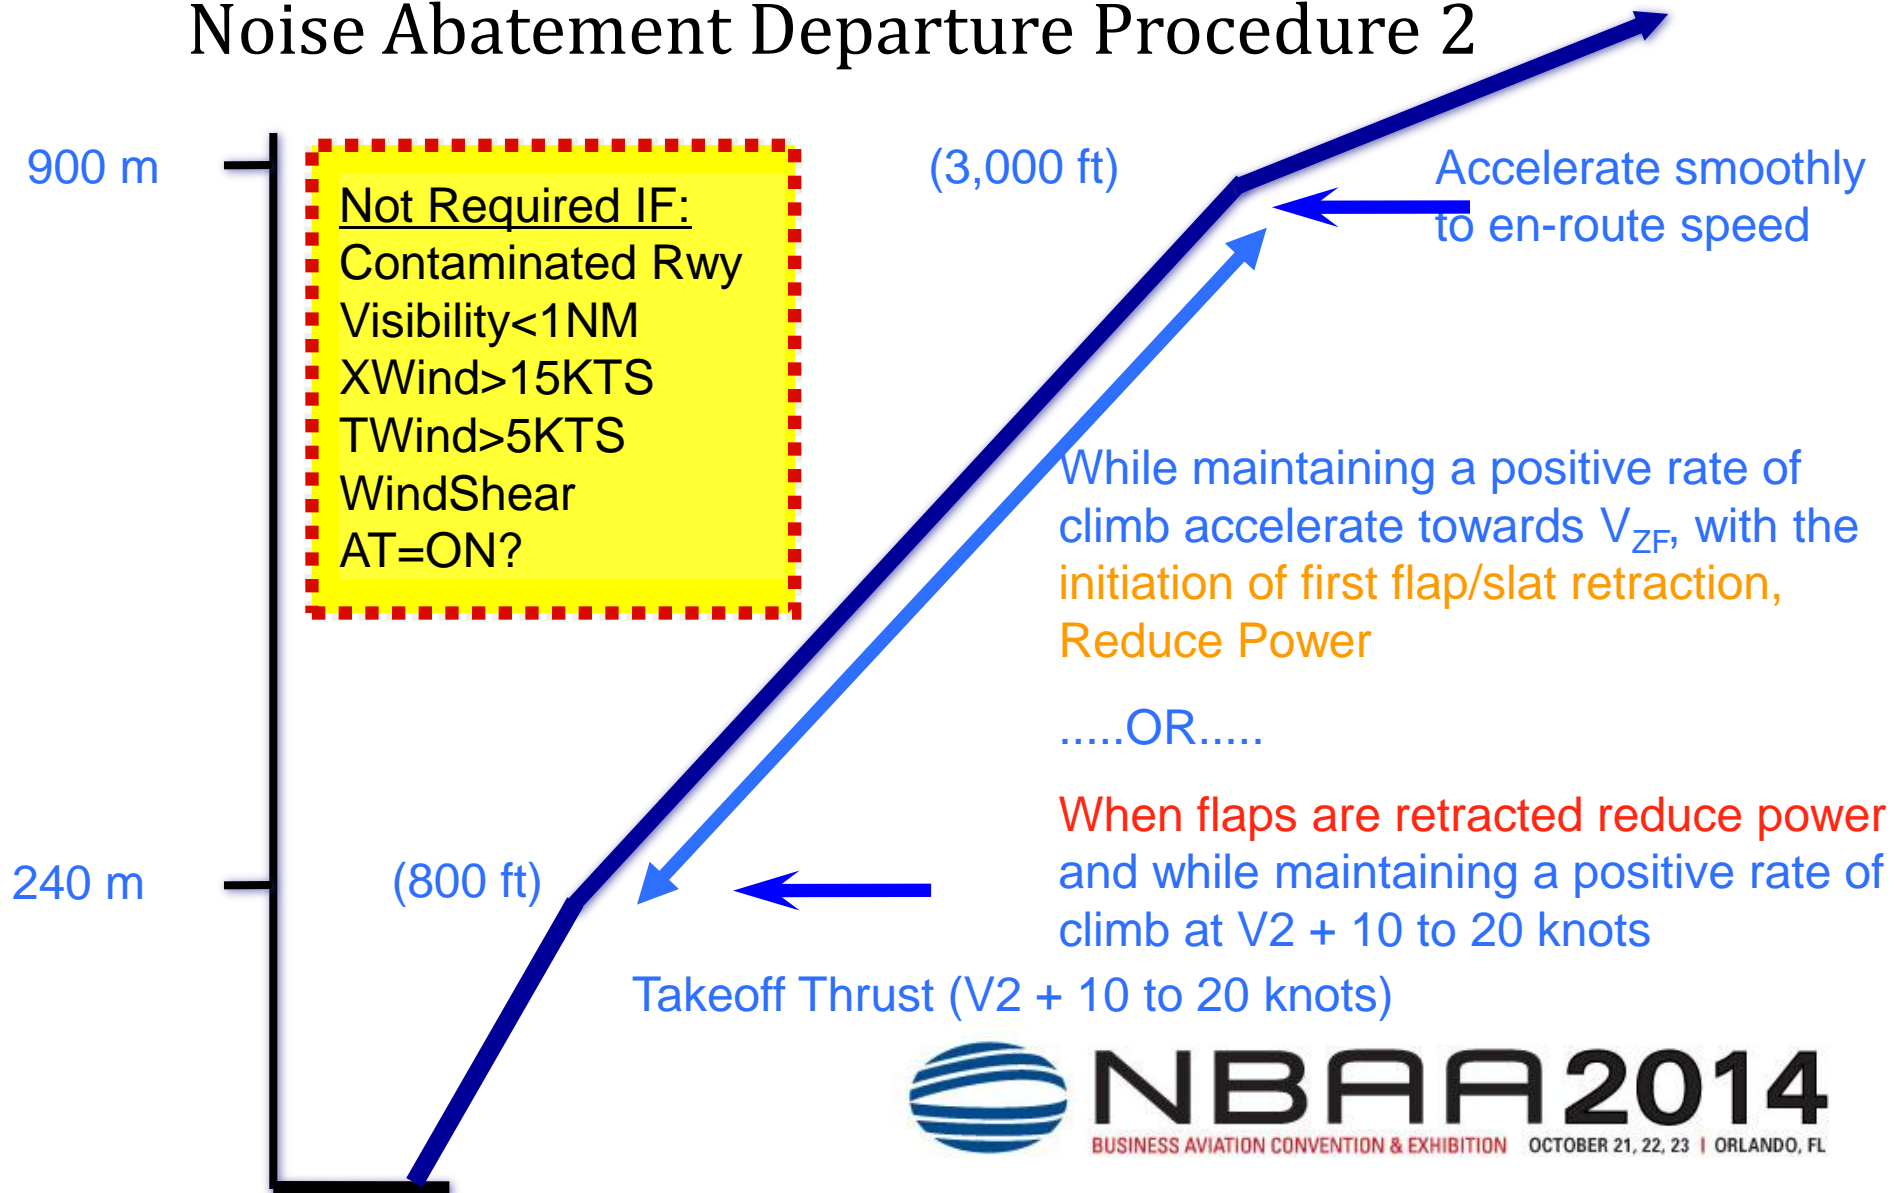 Noise Abatement Departure Procedure 2
900 m
(3,000 ft)
Accelerate smoothly
to en-route speed
Not Required IF:
Contaminated Rwy
Visibility<1NM
XWind>15KTS
TWind>5KTS
WindShear
AT=ON?
While maintaining a positive rate of
climb accelerate towards VZF, with the
initiation of first flap/slat retraction,
Reduce Power
.....OR.....
When flaps are retracted reduce power
and while maintaining a positive rate of
climb at V2 + 10 to 20 knots
240 m
(800 ft)
Takeoff Thrust (V2 + 10 to 20 knots)
NBAA2014
BUSINESS AVIATION CONVENTION & EXHIBITION OCTOBER 21, 22, 23 | ORLANDO, FL